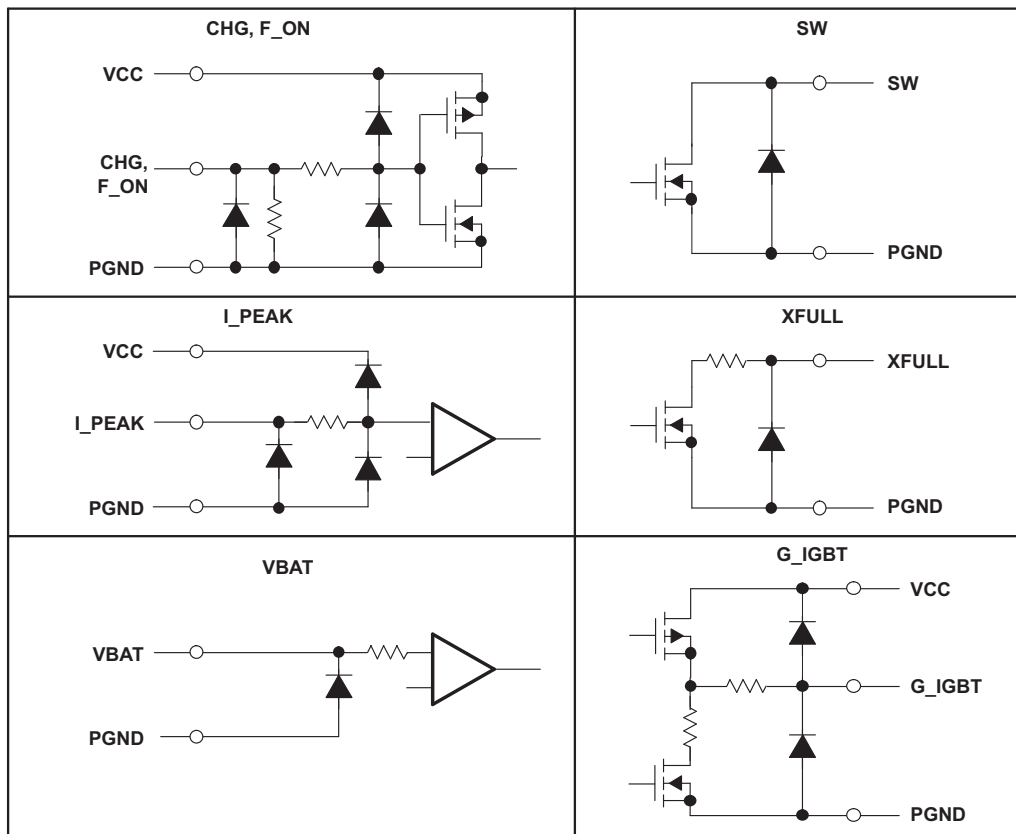 CHG, F_ON
VCC
CHG,
F_ON
PGND
SW
SW
PGND
I_PEAK
VCC
I_PEAK
PGND
XFULL
XFULL
PGND
VBAT
VBAT
PGND
G_IGBT
VCC
G_IGBT
PGND